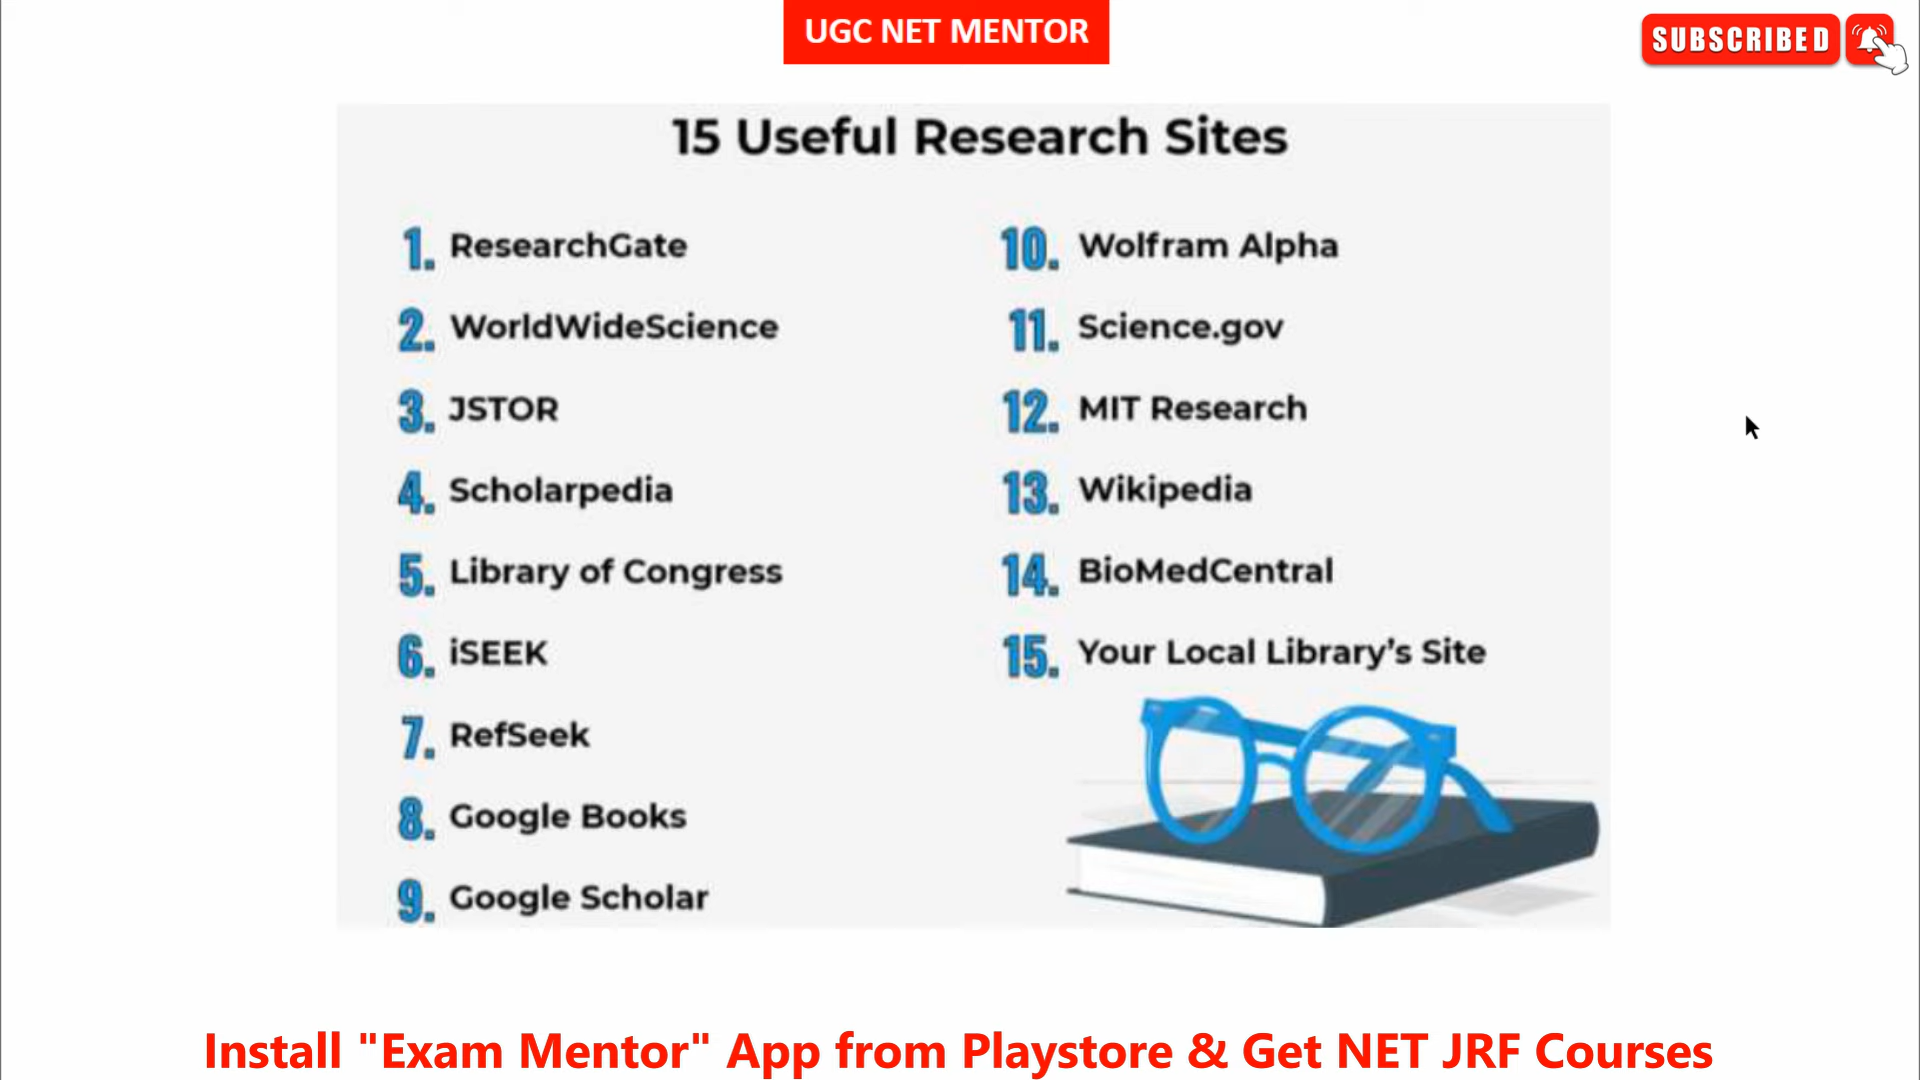 UGC NET MENTOR
SUBSCRIBED
15 Useful Research Sites
1. ResearchGate
2. WorldWideScience
3. JSTOR
4. Scholarpedia
5. Library of Congress
6. iSEEK
7. RefSeek
8. Google Books
9. Google Scholar
10. Wolfram Alpha
11. Science.gov
12. MIT Research
13. Wikipedia
14. BioMedCentral
15. Your Local Library's Site
Install "Exam Mentor" App from Playstore & Get NET JRF Courses